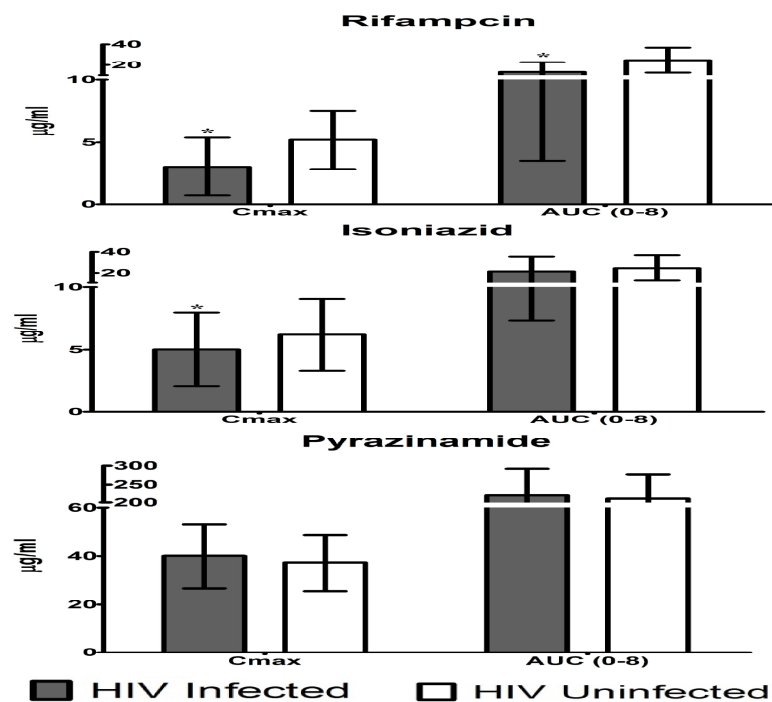 Rifampcin
40
20
10
5
0
µg/ml
*
*
Cmax
AUC (0-8)
Isoniazid
40
20
10
5
0
µg/ml
*
Cmax
AUC (0-8)
Pyrazinamide
300
250
200
60
40
20
0
µg/ml
Cmax
AUC (0-8)
HIV Infected HIV Uninfected